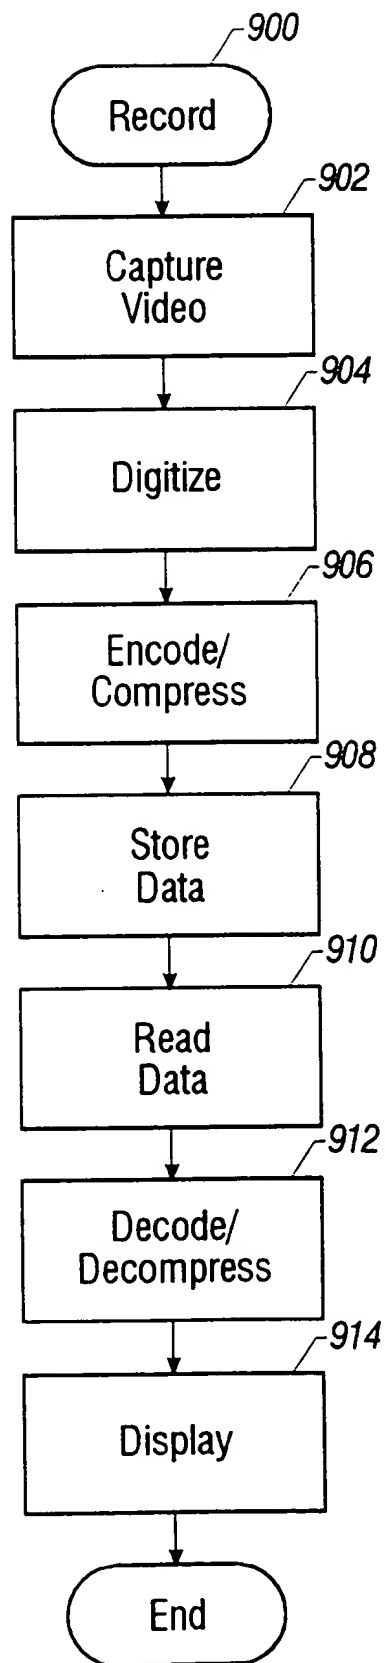 900
Record
902
Capture
Video
904
Digitize
906
Encode/
Compress
908
Store
Data
910
Read
Data
912
Decode/
Decompress
914
Display
End